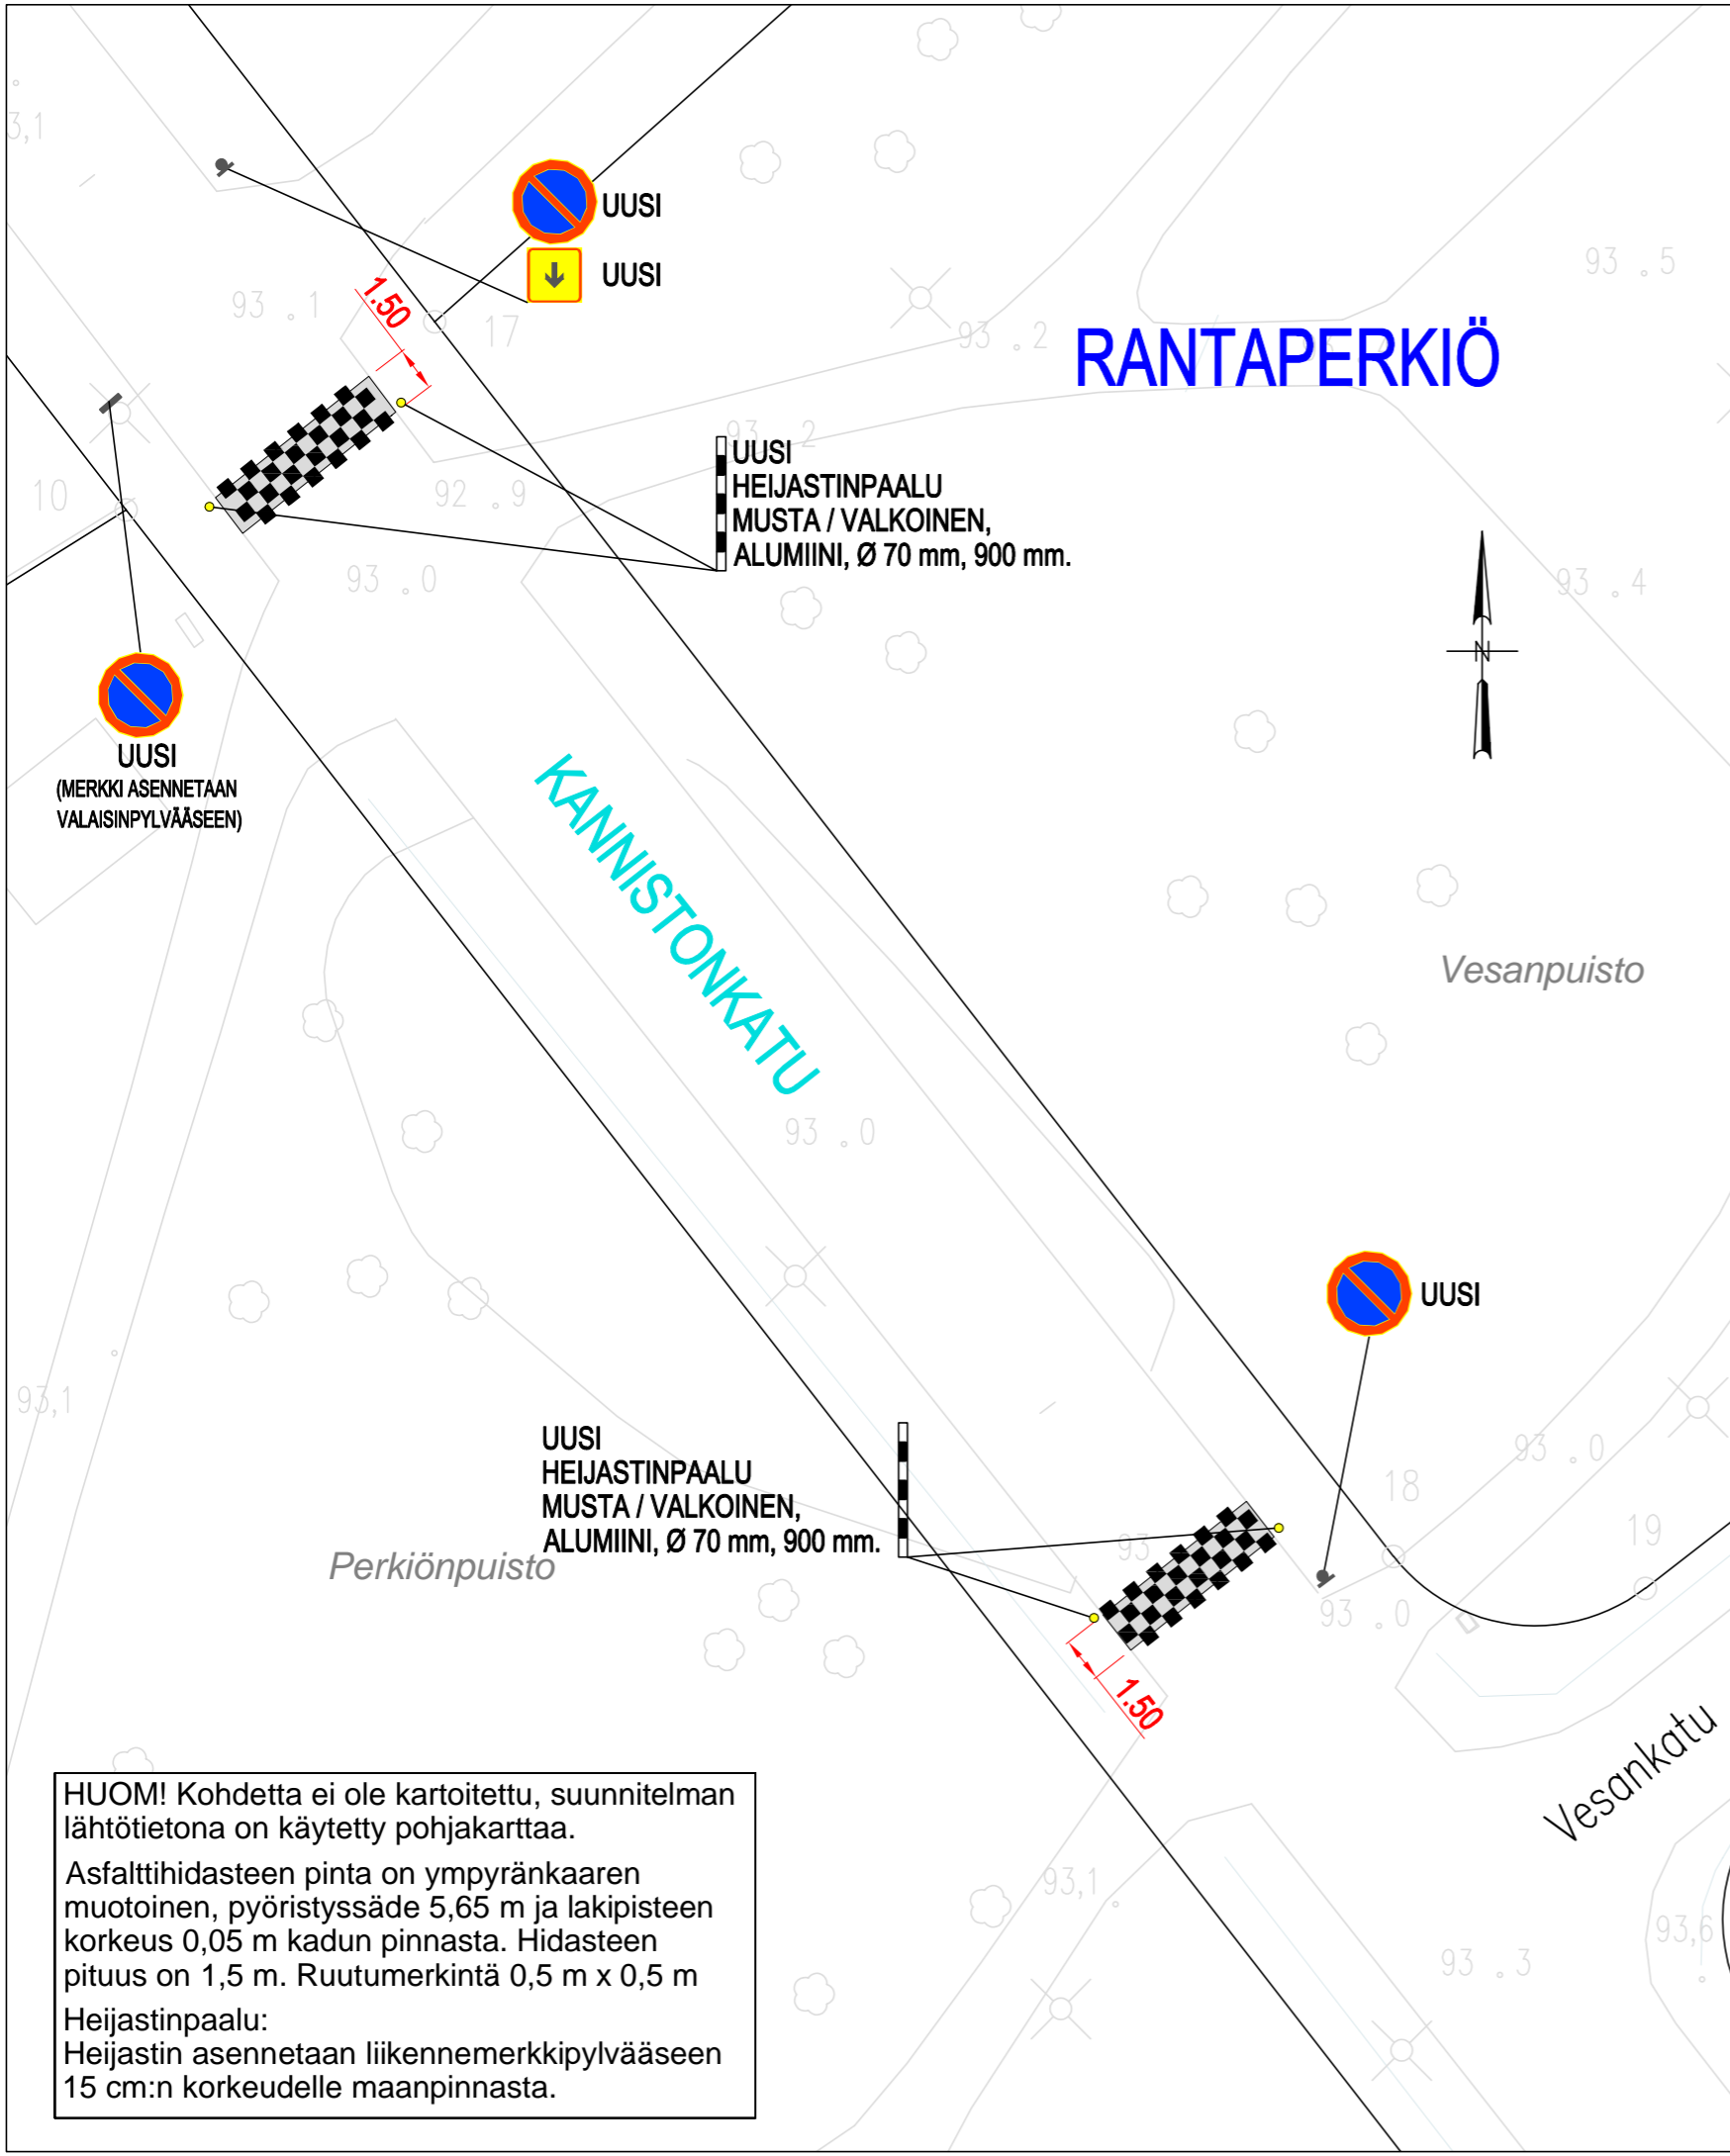 3,1
UUSI
UUSI
93 . 5
93 . 1
1.50
17
93 . 2
RANTAPERKIÖ
93 . 2
UUSI
HEIJASTINPAALU
MUSTA / VALKOINEN,
ALUMIINI, Ø 70 mm, 900 mm.
10
92 . 9
93 . 0
93 . 4
N
UUSI
(MERKKI ASENNETAAN
VALAISINPYLVÄÄSEEN)
KANNISTONKATU
Vesanpuisto
93 . 0
UUSI
93,1
UUSI
HEIJASTINPAALU
MUSTA / VALKOINEN,
ALUMIINI, Ø 70 mm, 900 mm.
93 . 0
18
19
93
Perkiönpuisto
93 . 0
1.50
Vesankatu
HUOM! Kohdetta ei ole kartoitettu, suunnitelman
lähtötietona on käytetty pohjakarttaa.
Asfalttihidasteen pinta on ympyränkaaren
muotoinen, pyöristyssäde 5,65 m ja lakipisteen
korkeus 0,05 m kadun pinnasta. Hidasteen
pituus on 1,5 m. Ruutumerkintä 0,5 m x 0,5 m
Heijastinpaalu:
Heijastin asennetaan liikennemerkkipylvääseen
15 cm:n korkeudelle maanpinnasta.
93,1
93,6
93 . 3